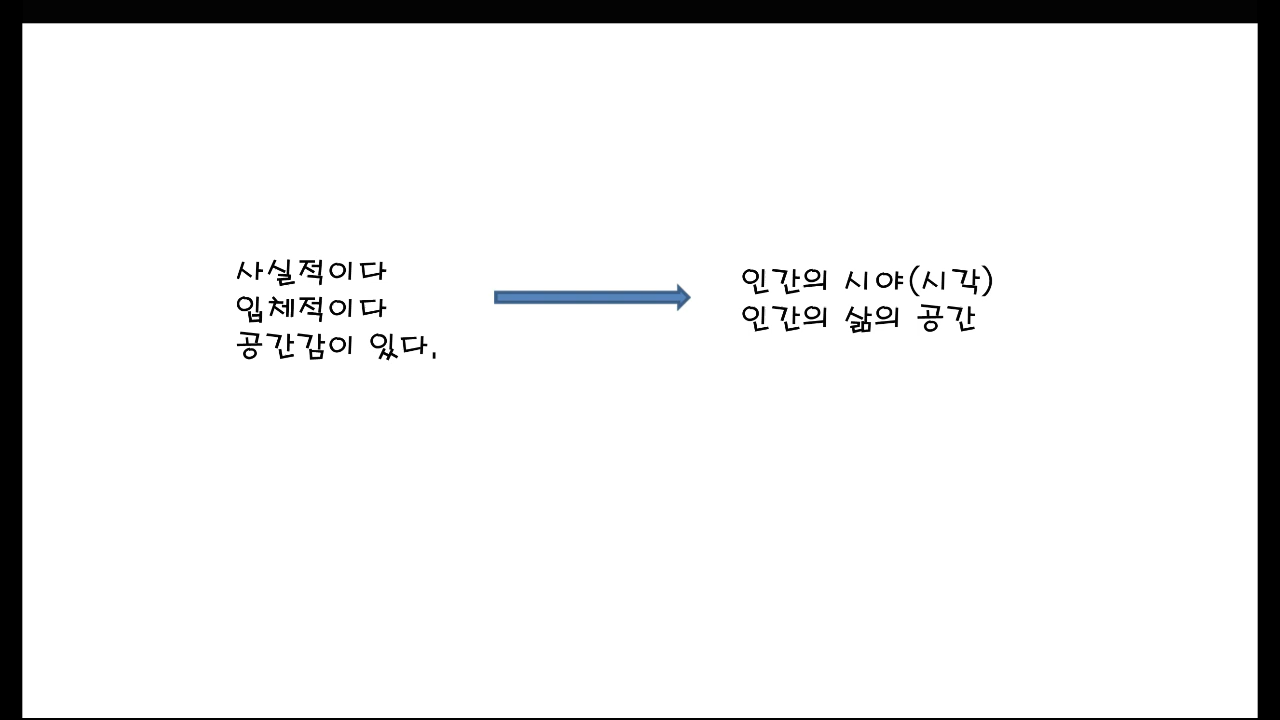 사실적이다
입체적이다
공간감이 있다.
인간의 시야(시각)
인간의 삶의 공간